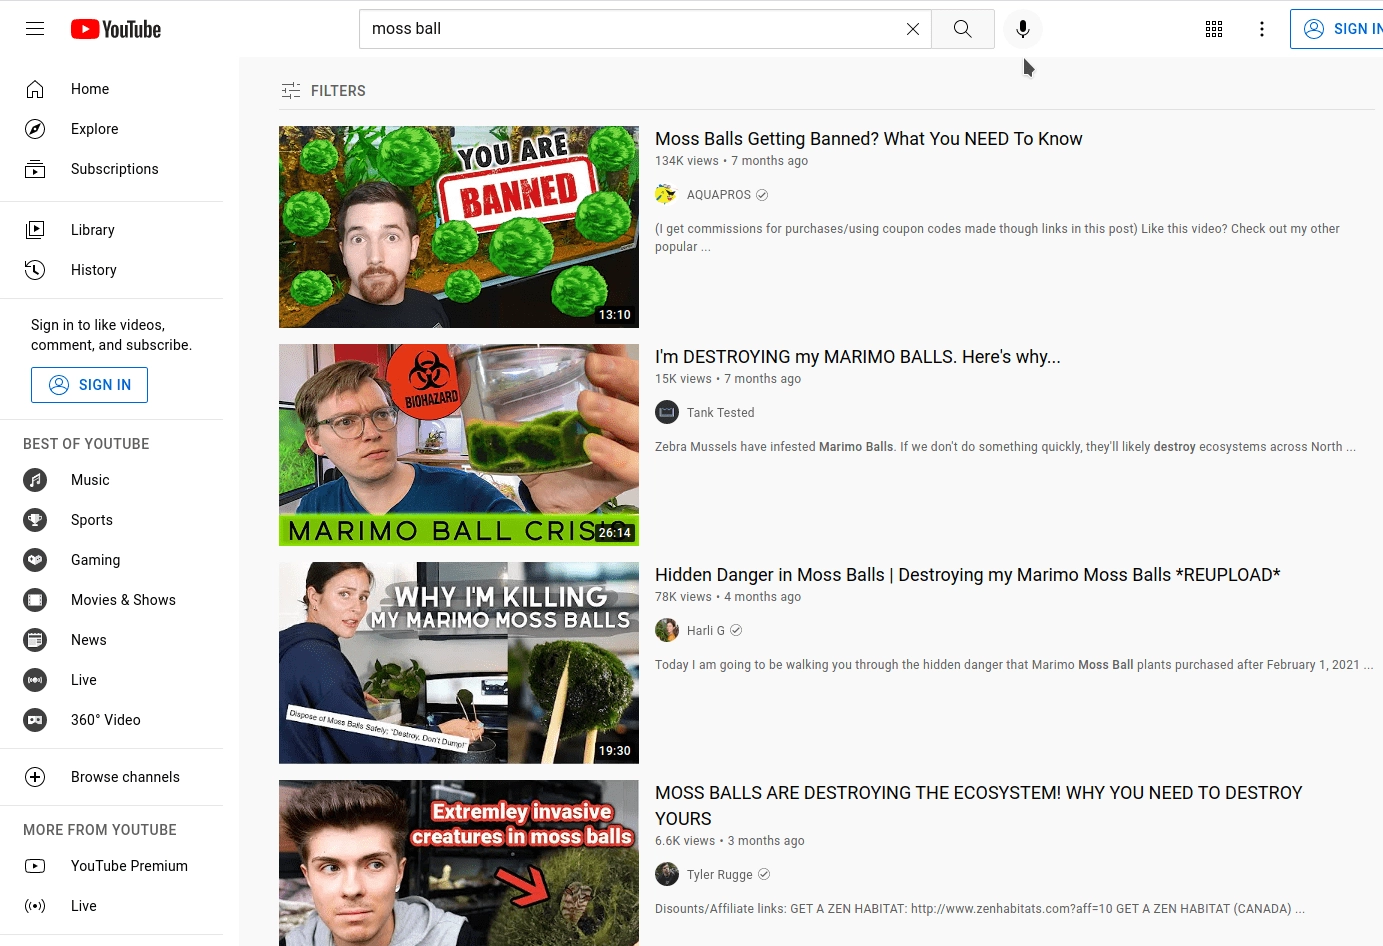 YouTube
moss ball
SIGN IN
Home
Explore
Subscriptions
Library
History
Sign in to like videos,
comment, and subscribe.
SIGN IN
BEST OF YOUTUBE
Music
Sports
Gaming
Movies & Shows
News
Live
360° Video
Browse channels
MORE FROM YOUTUBE
YouTube Premium
Live
FILTERS
YOU ARE
BANNED
13:10
Moss Balls Getting Banned? What You NEED To Know
134K views • 7 months ago
AQUAPROS
(I get commissions for purchases/using coupon codes made though links in this post) Like this video? Check out my other
popular ...
BIOHAZARD
MARIMO BALL CRIS
26:14
I'm DESTROYING my MARIMO BALLS. Here's why...
15K views • 7 months ago
Tank Tested
Zebra Mussels have infested Marimo Balls. If we don't do something quickly, they'll likely destroy ecosystems across North ...
WHY I'M KILLING
MY MARIMO MOSS BALLS
Dispose of Moss Balls Safely; "Destroy, Don't Dump!"
19:30
Hidden Danger in Moss Balls | Destroying my Marimo Moss Balls *REUPLOAD*
78K views • 4 months ago
Harli G
Today I am going to be walking you through the hidden danger that Marimo Moss Ball plants purchased after February 1, 2021 ...
Extremley invasive
creatures in moss balls
MOSS BALLS ARE DESTROYING THE ECOSYSTEM! WHY YOU NEED TO DESTROY
YOURS
6.6K views • 3 months ago
Tyler Rugge
Disounts/Affiliate links: GET A ZEN HABITAT: http://www.zenhabitats.com?aff=10 GET A ZEN HABITAT (CANADA) ...